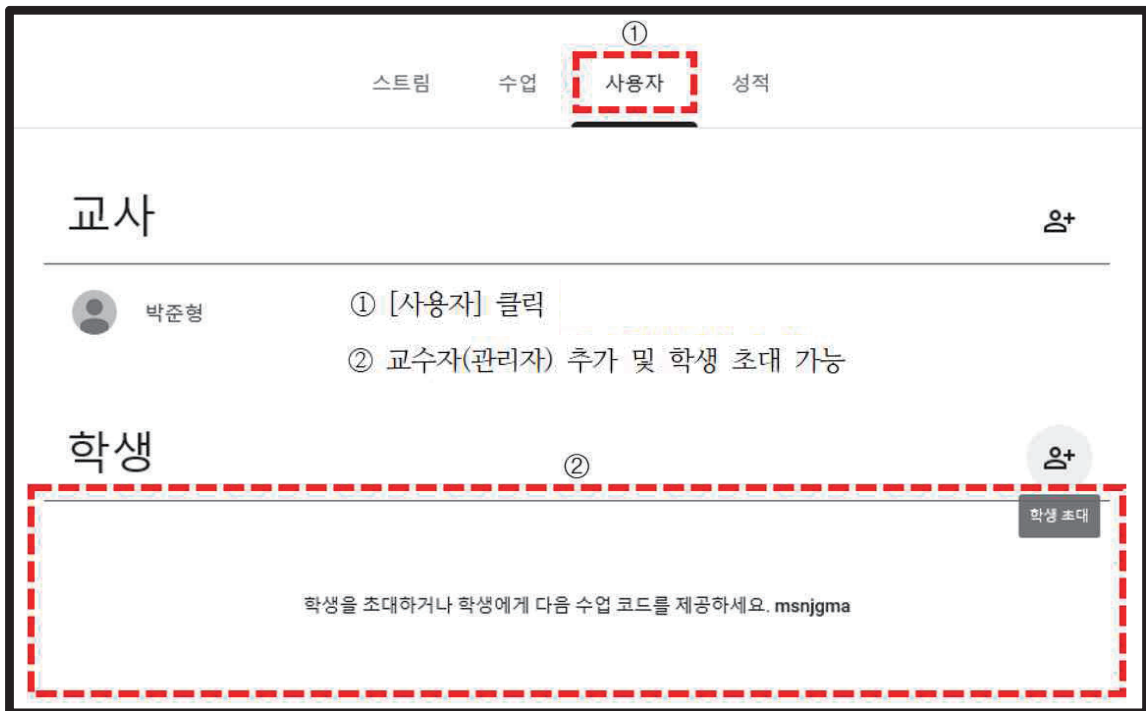 ①
스트림 수업 사용자 성적
교사
박준형
① [사용자] 클릭
② 교수자(관리자) 추가 및 학생 초대 가능
학생
②
학생 초대
학생을 초대하거나 학생에게 다음 수업 코드를 제공하세요. msnjgma